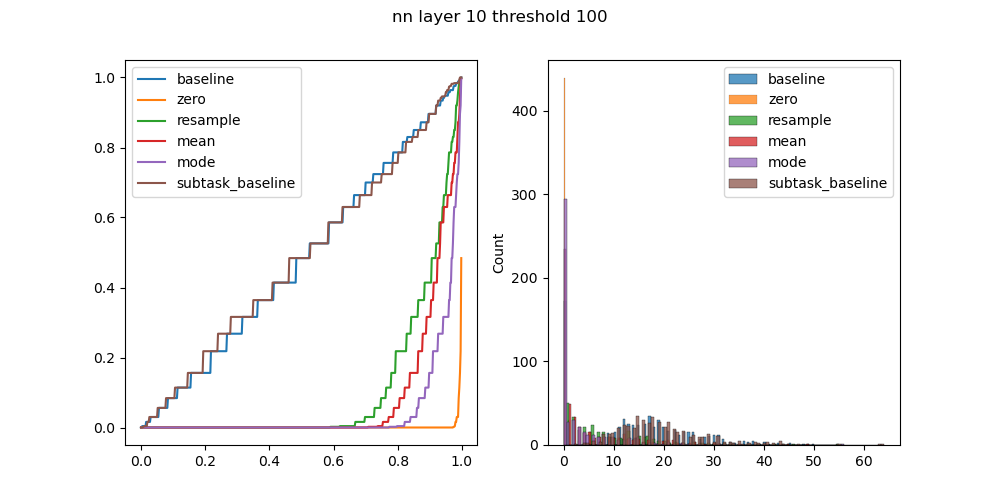 nn layer 10 threshold 100
baseline
zero
resample
mean
mode
subtask_baseline
1.0
0.8
0.6
0.4
0.2
0.0
0.0 0.2 0.4 0.6 0.8 1.0
baseline
zero
resample
mean
mode
subtask_baseline
Count
400
300
200
100
0
0 10 20 30 40 50 60